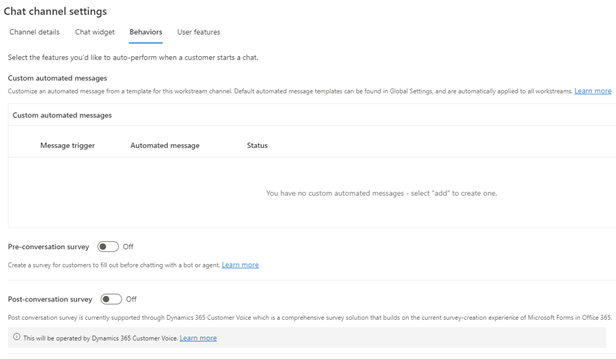 Chat channel settings
Channel details Chat widget Behaviors User features
Select the features you'd like to auto-perform when a customer starts a chat.
Custom automated messages
Customize an automated message from a template for this workstream channel. Default automated message templates can be found in Global Settings, and are automatically applied to all workstreams. Learn more
Custom automated messages
Message trigger Automated message Status
You have no custom automated messages - select "add" to create one.
Pre-conversation survey Off
Create a survey for customers to fill out before chatting with a bot or agent. Learn more
Post-conversation survey Off
Post conversation survey is currently supported through Dynamics 365 Customer Voice which is a comprehensive survey solution that builds on the current survey-creation experience of Microsoft Forms in Office 365.
This will be operated by Dynamics 365 Customer Voice. Learn more